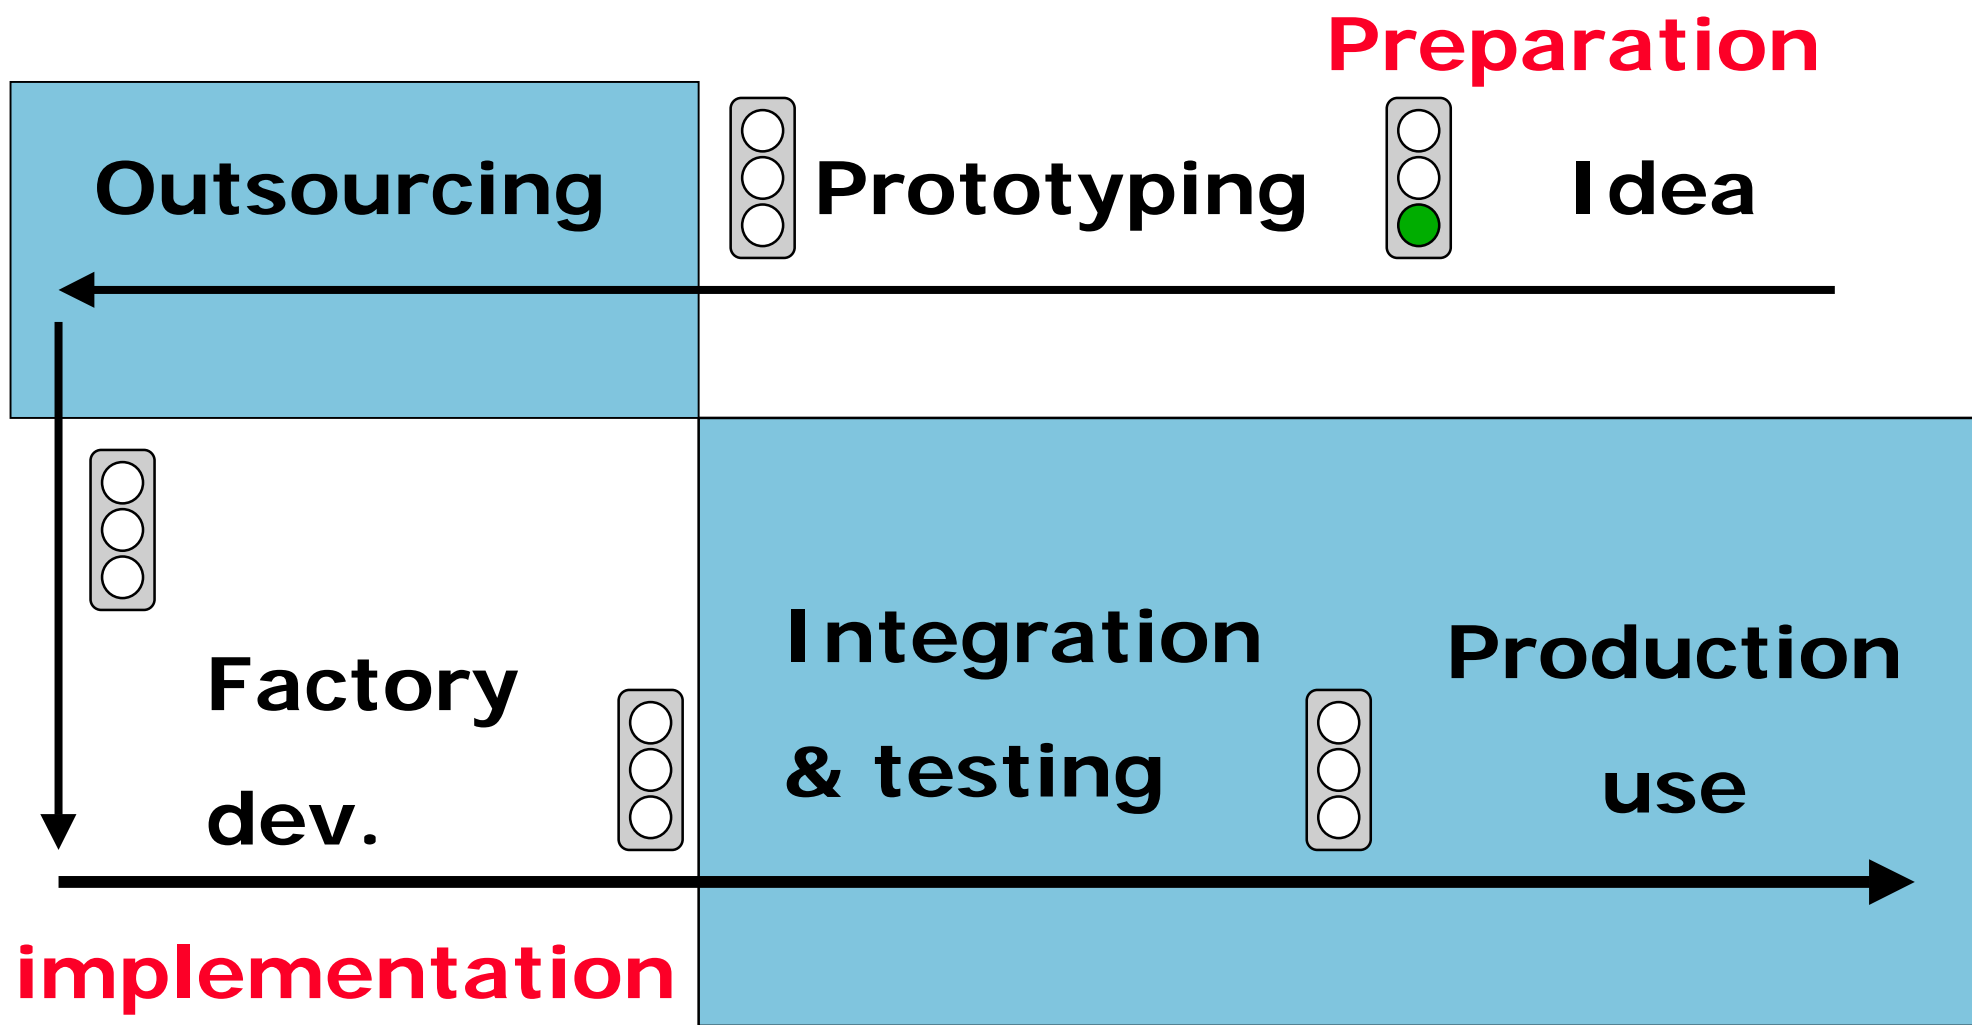 Preparation
Outsourcing
Prototyping
Idea
Factory
dev.
Integration
& testing
Production
use
implementation